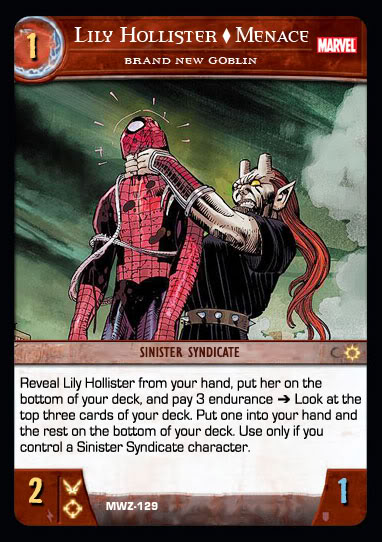 1
Lily Hollister ♦ Menace
MARVEL
BRAND NEW GOBLIN
SINISTER SYNDICATE
C
Reveal Lily Hollister from your hand, put her on the
bottom of your deck, and pay 3 endurance ➔ Look at the
top three cards of your deck. Put one into your hand and
the rest on the bottom of your deck. Use only if you
control a Sinister Syndicate character.
2
MWZ-129
1